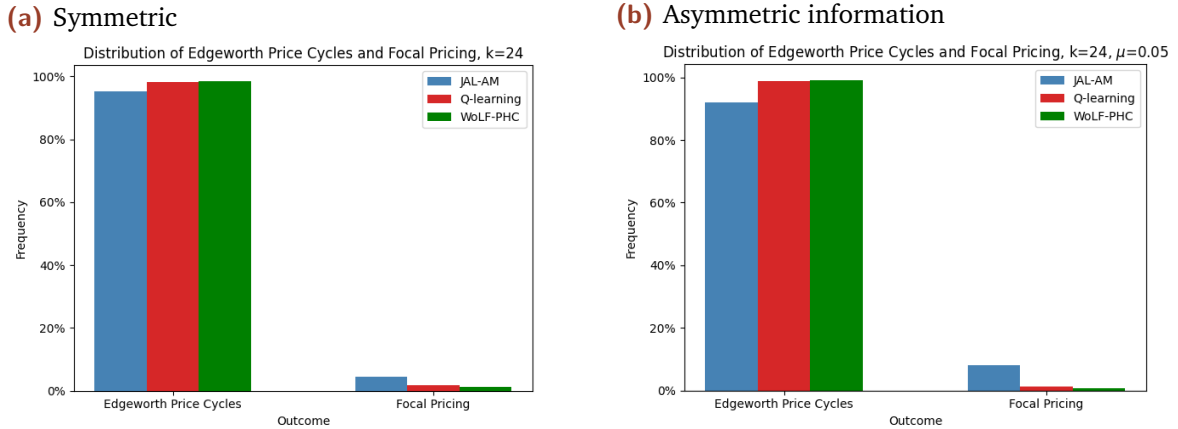 (a) Symmetric
Distribution of Edgeworth Price Cycles and Focal Pricing, k=24
100%
80%
60%
40%
20%
0%
Frequency
JAL-AM
Q-learning
WoLF-PHC
Edgeworth Price Cycles
Focal Pricing
Outcome
(b) Asymmetric information
Distribution of Edgeworth Price Cycles and Focal Pricing, k=24, μ=0.05
100%
80%
60%
40%
20%
0%
Frequency
JAL-AM
Q-learning
WoLF-PHC
Edgeworth Price Cycles
Focal Pricing
Outcome